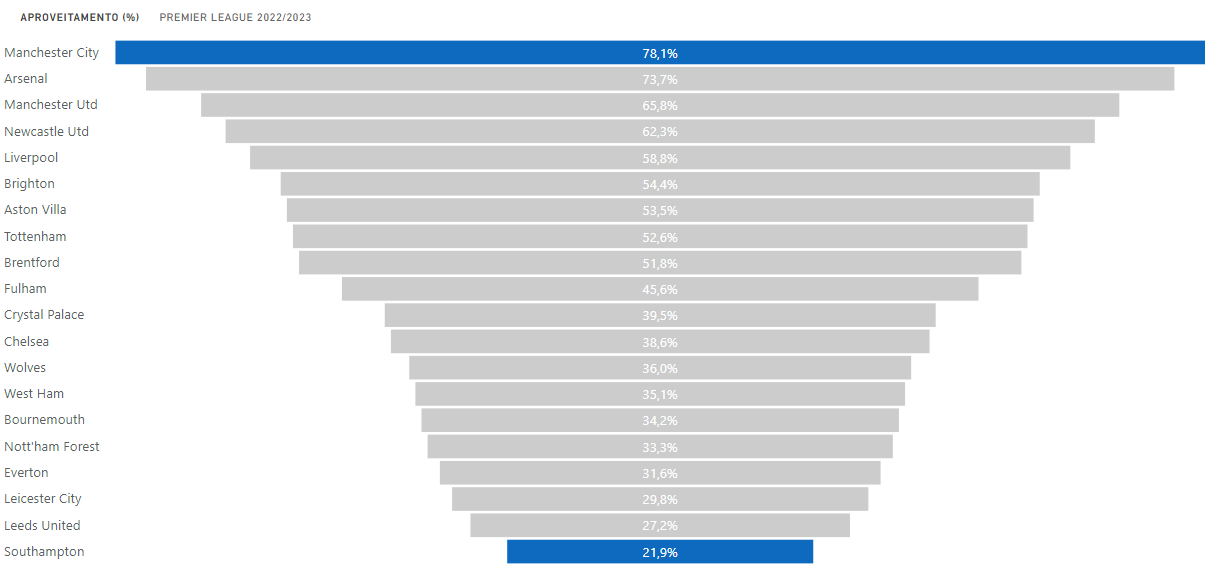 APROVEITAMENTO (%) PREMIER LEAGUE 2022/2023
Manchester City 78,1%
Arsenal 73,7%
Manchester Utd 65,8%
Newcastle Utd 62,3%
Liverpool 58,8%
Brighton 54,4%
Aston Villa 53,5%
Tottenham 52,6%
Brentford 51,8%
Fulham 45,6%
Crystal Palace 39,5%
Chelsea 38,6%
Wolves 36,0%
West Ham 35,1%
Bournemouth 34,2%
Nott'ham Forest 33,3%
Everton 31,6%
Leicester City 29,8%
Leeds United 27,2%
Southampton 21,9%